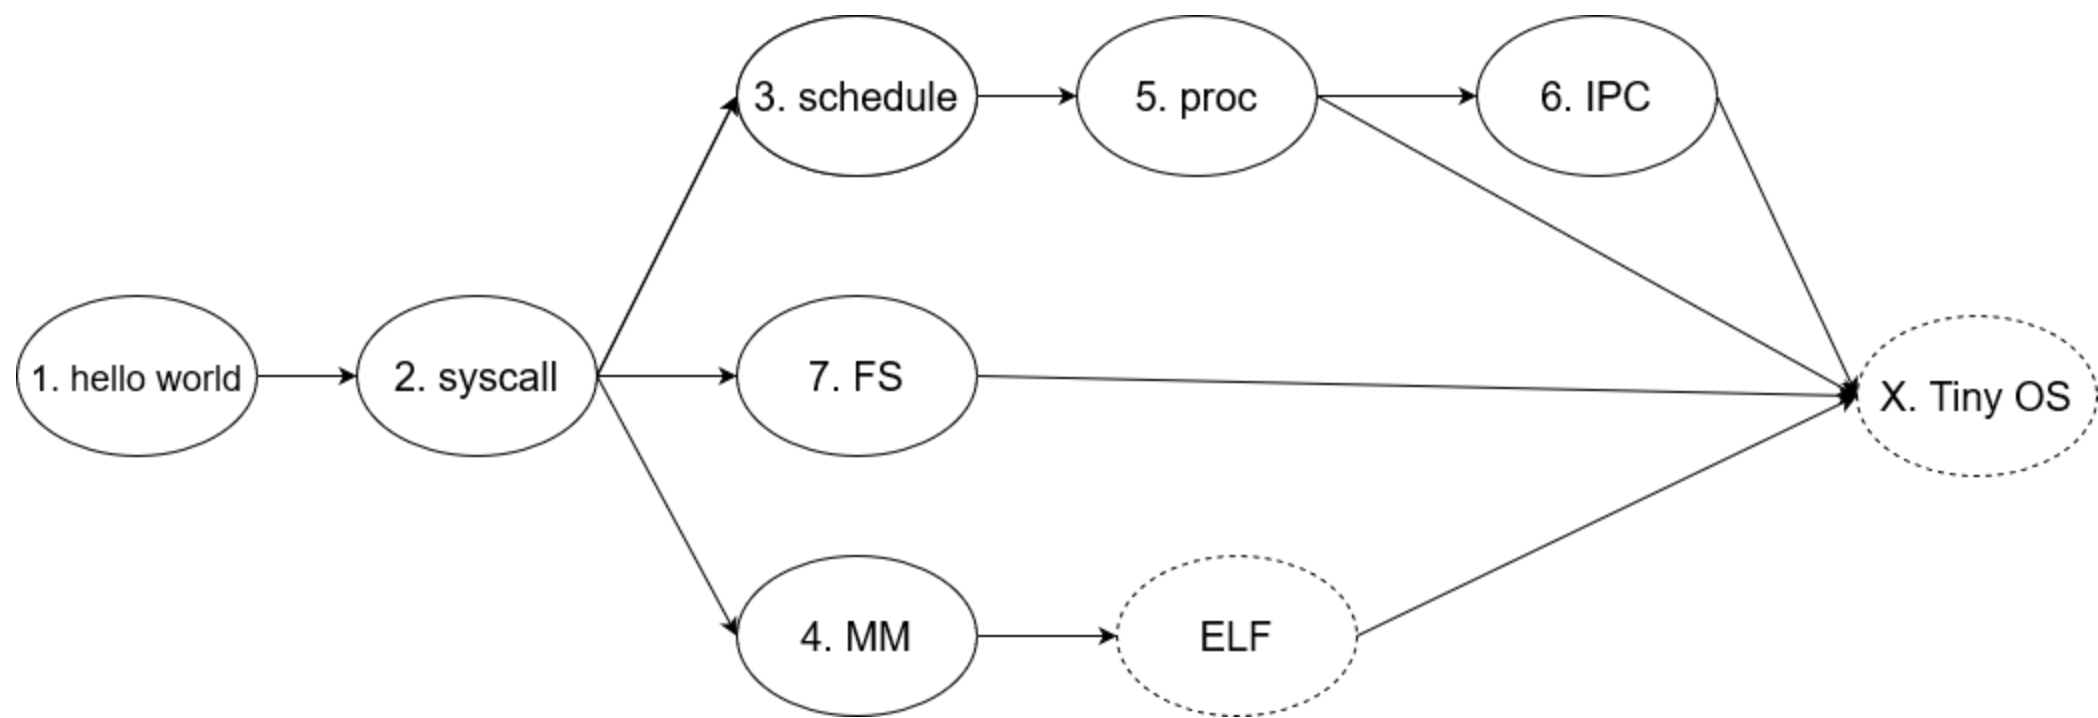 3. schedule
5. proc
6. IPC
1. hello world
2. syscall
7. FS
X. Tiny OS
4. MM
ELF